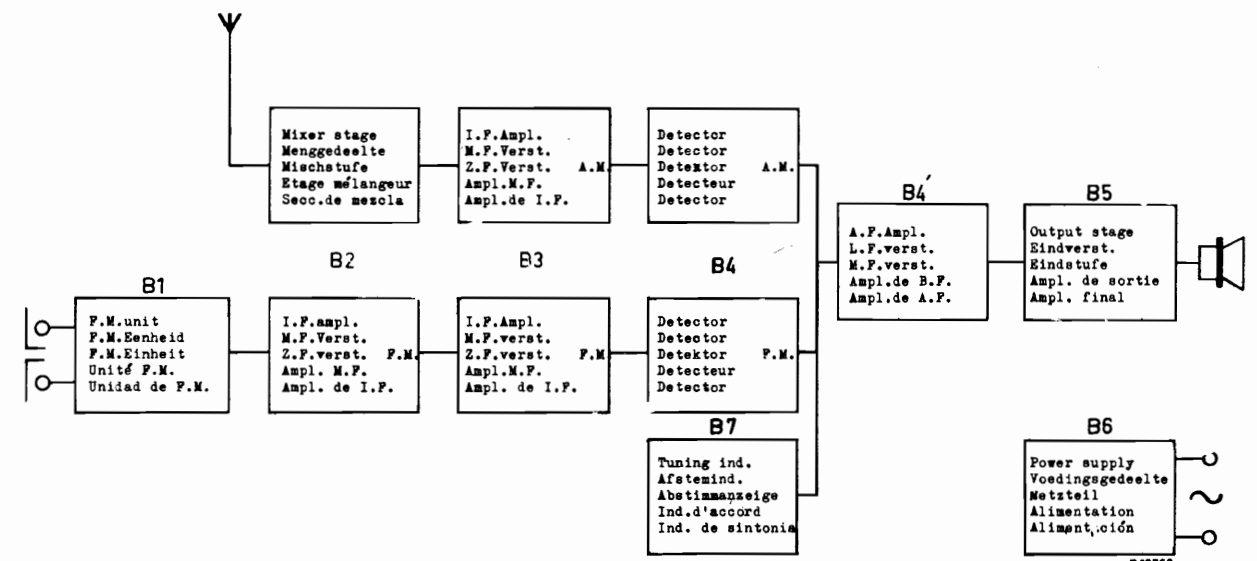 Mixer stage
Menggedeelte
Mischstufe
Etage mélangeur
Secc.de mezcla
I.F.Ampl.
M.F.Verst.
Z.F.Verst. A.M.
Ampl.M.F.
Ampl.de I.F.
Detector
Detector
Detektor A.M.
Detecteur
Detector
B4'
A.F.Ampl.
L.F.verst.
M.F.verst.
Ampl.de B.F.
Ampl.de A.F.
B5
Output stage
Eindverst.
Eindstufe
Ampl. de sortie
Ampl. final
B1
F.M.unit
F.M.Eenheid
F.M.Einheit
Unité F.M.
Unidad de F.M.
B2
I.F.ampl.
M.F.Verst.
Z.F.verst. F.M.
Ampl. M.F.
Ampl. de I.F.
B3
I.F.Ampl.
M.F.verst.
Z.F.verst. F.M
Ampl.M.F.
Ampl. de I.F.
B4
Detector
Detector
Detektor F.M.
Detecteur
Detector
B7
Tuning ind.
Afstemind.
Abstimmanzeige
Ind.d'accord
Ind. de sintonia
B6
Power supply
Voedingsgedeelte
Netzteil
Alimentation
Alimentación